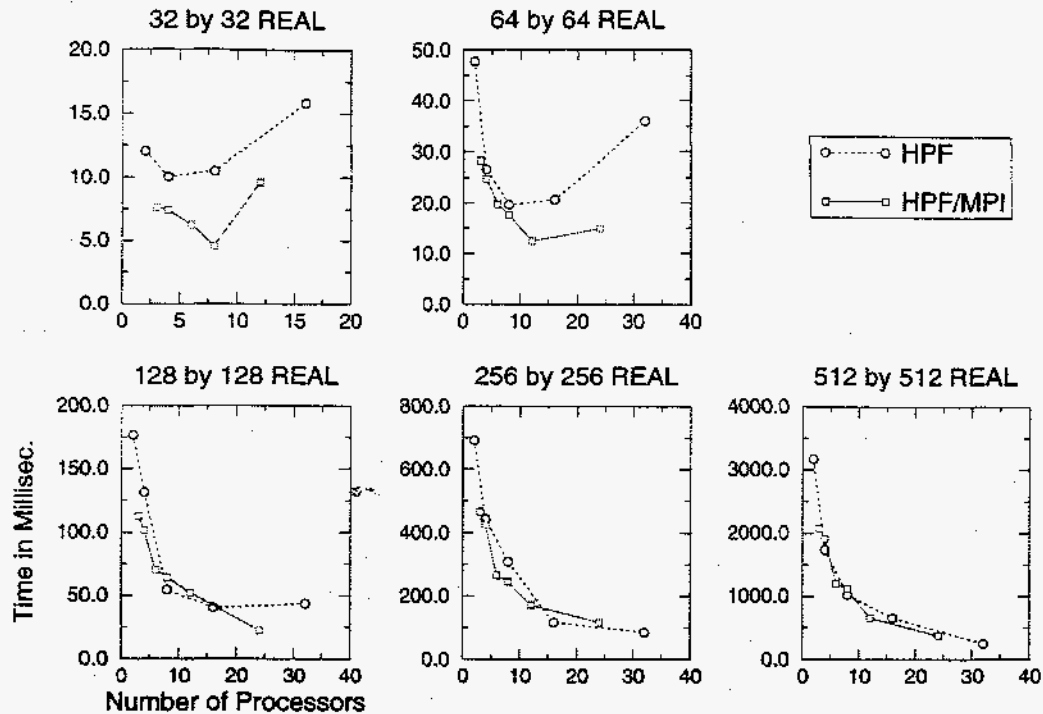 32 by 32 REAL
64 by 64 REAL
20.0
15.0
10.0
5.0
0.0
0 5 10 15 20
50.0
40.0
30.0
20.0
10.0
0.0
0 10 20 30 40
HPF
HPF/MPI
128 by 128 REAL
256 by 256 REAL
512 by 512 REAL
Time in Millisec.
200.0
150.0
100.0
50.0
0.0
0 10 20 30 40
Number of Processors
800.0
600.0
400.0
200.0
0.0
0 10 20 30 40
4000.0
3000.0
2000.0
1000.0
0.0
0 10 20 30 40